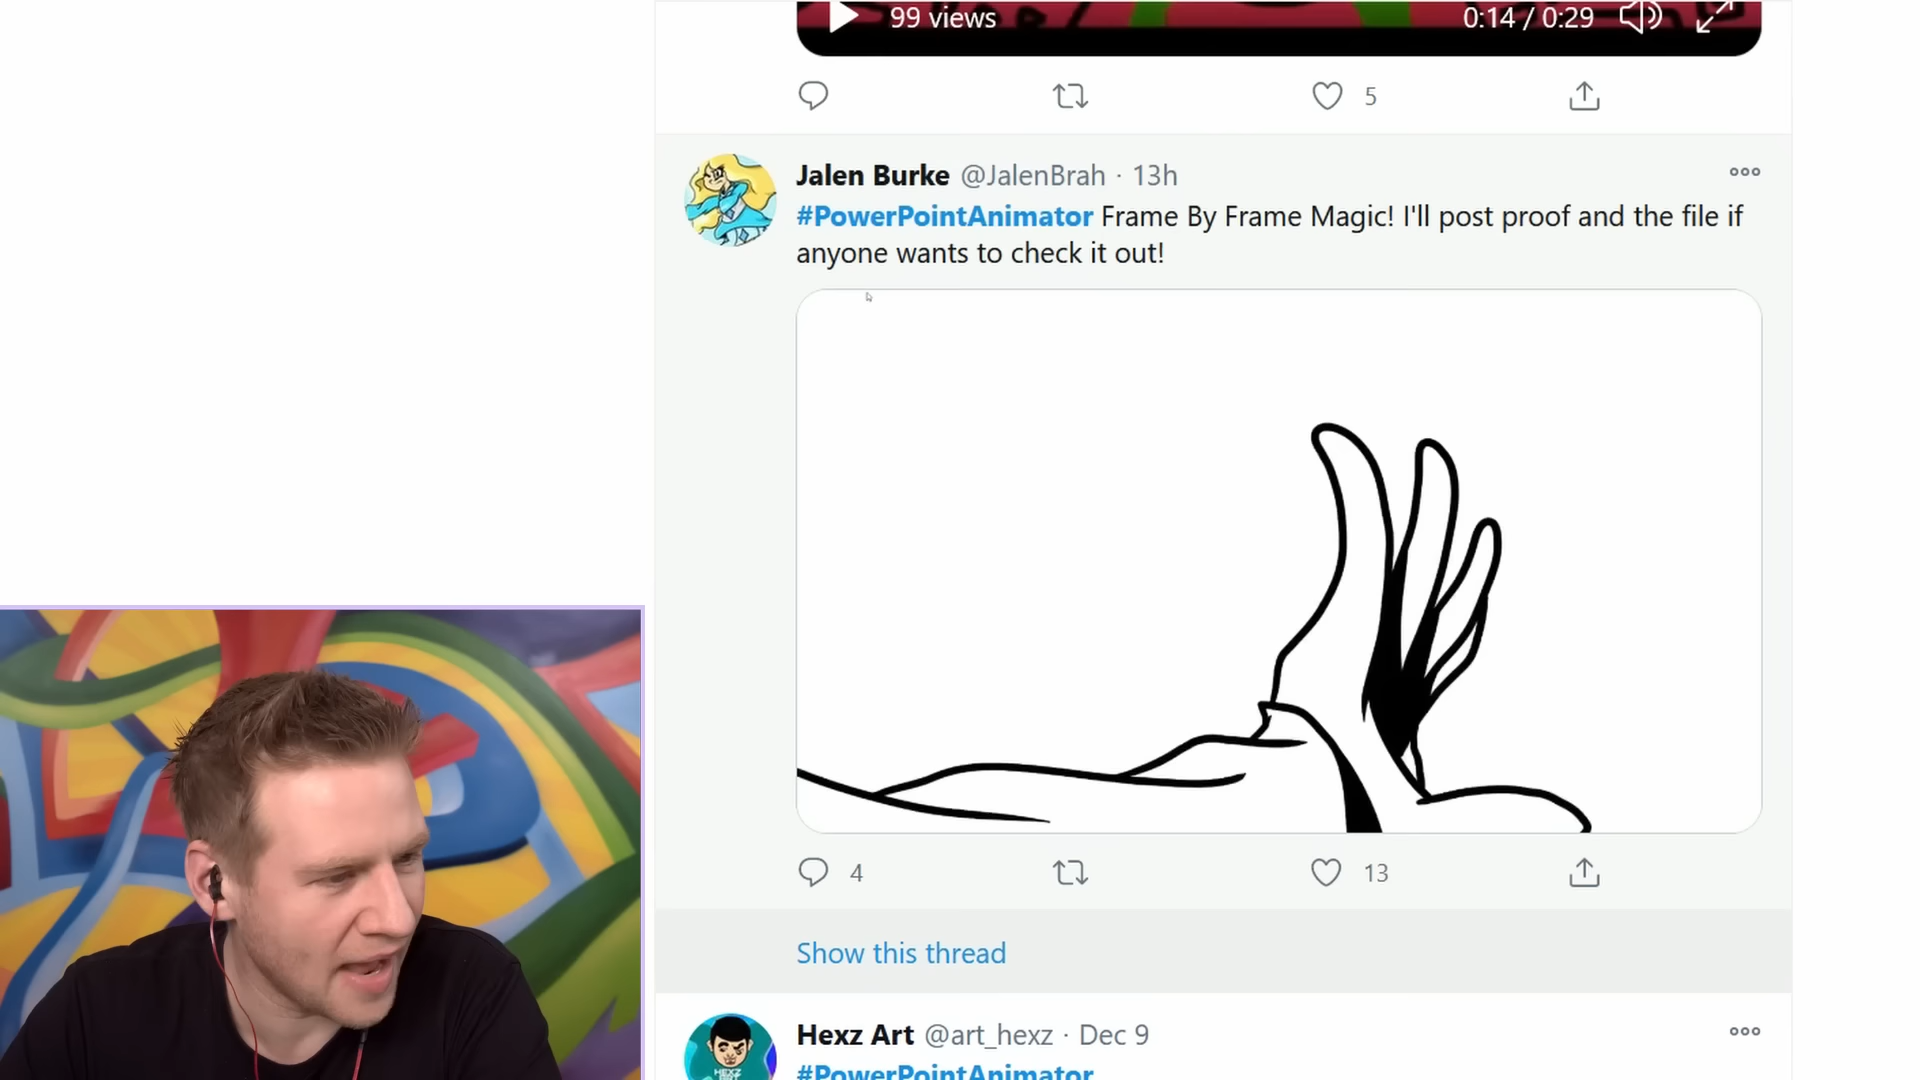 99 views
0:14 / 0:29
5
Jalen Burke @JalenBrah · 13h
#PowerPointAnimator Frame By Frame Magic! I'll post proof and the file if
anyone wants to check it out!
4
13
Show this thread
Hexz Art @art_hexz · Dec 9
HEXZ
#PowerPointAnimator